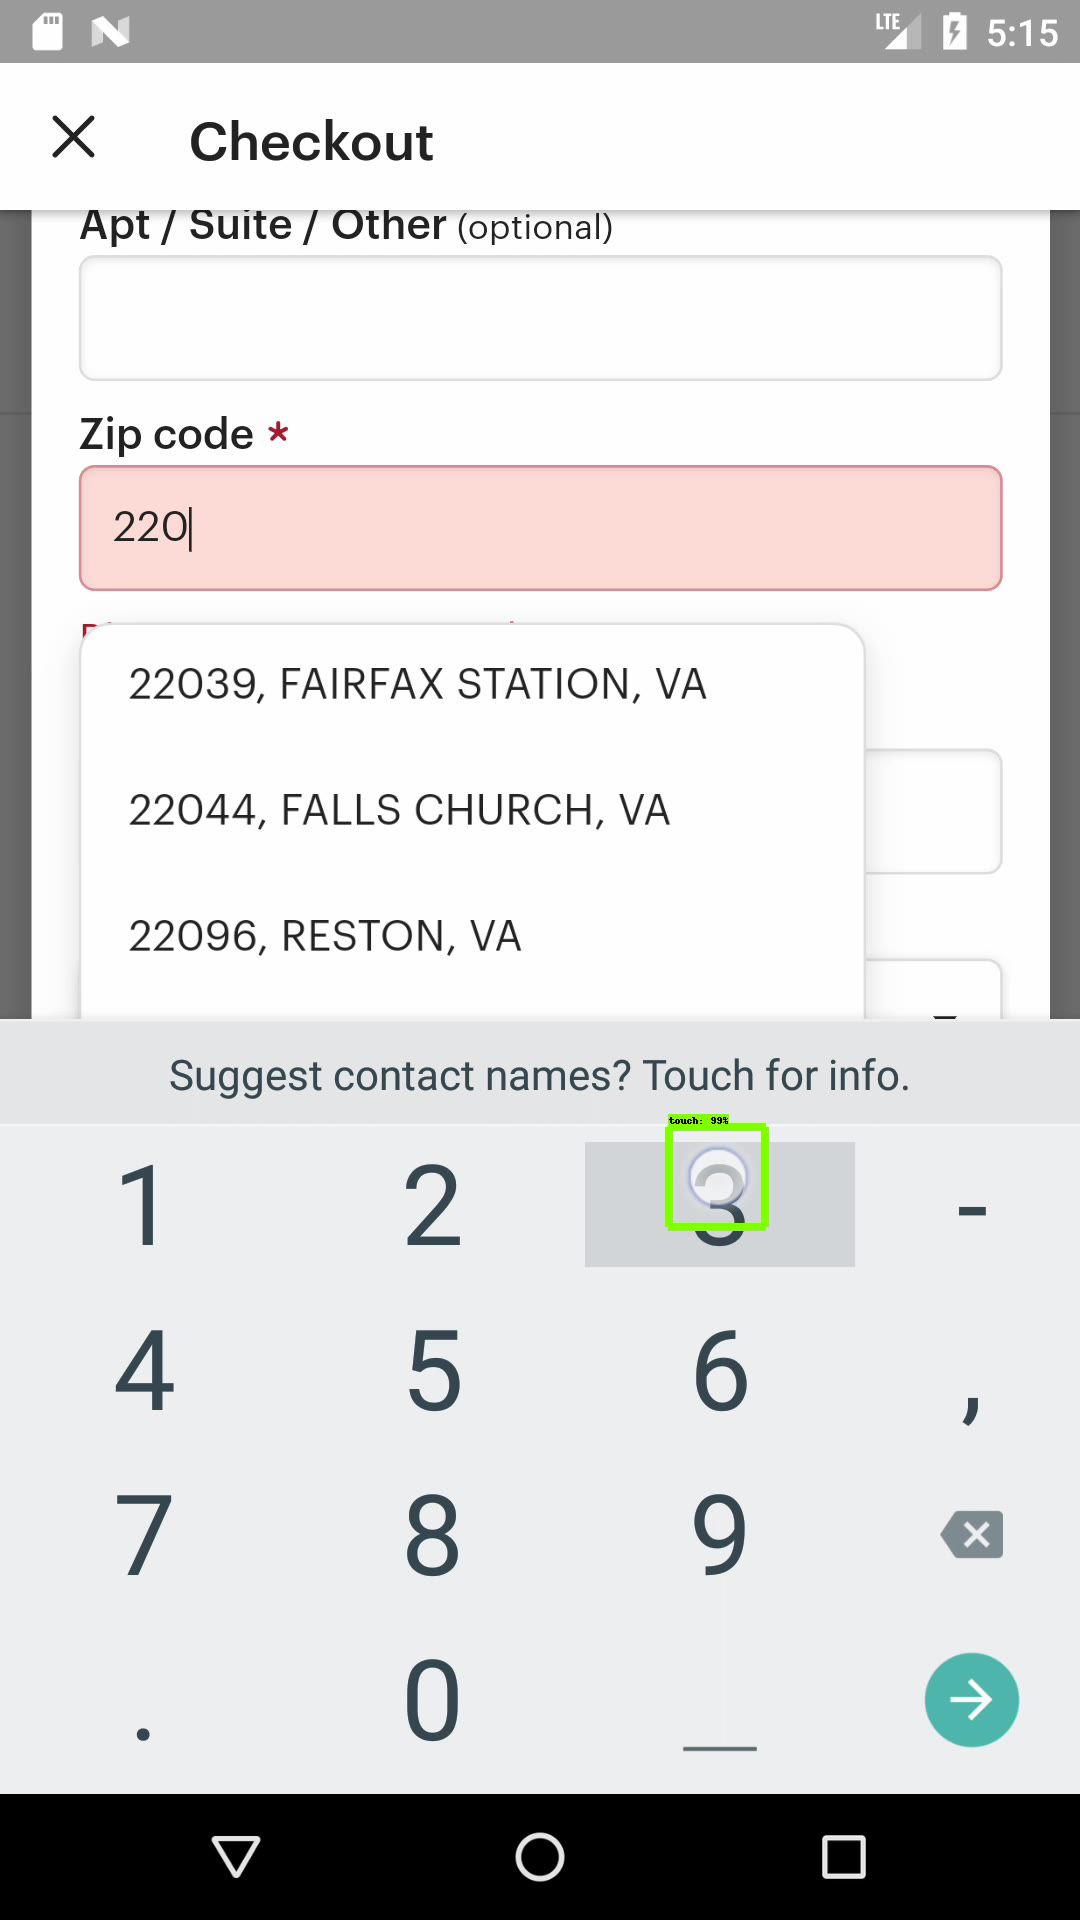 LTE 5:15
Checkout
Apt / Suite / Other (optional)
Zip code *
220
22039, FAIRFAX STATION, VA
22044, FALLS CHURCH, VA
22096, RESTON, VA
Suggest contact names? Touch for info.
touch: 99%
1 2 3 -
4 5 6 ,
7 8 9
. 0 _